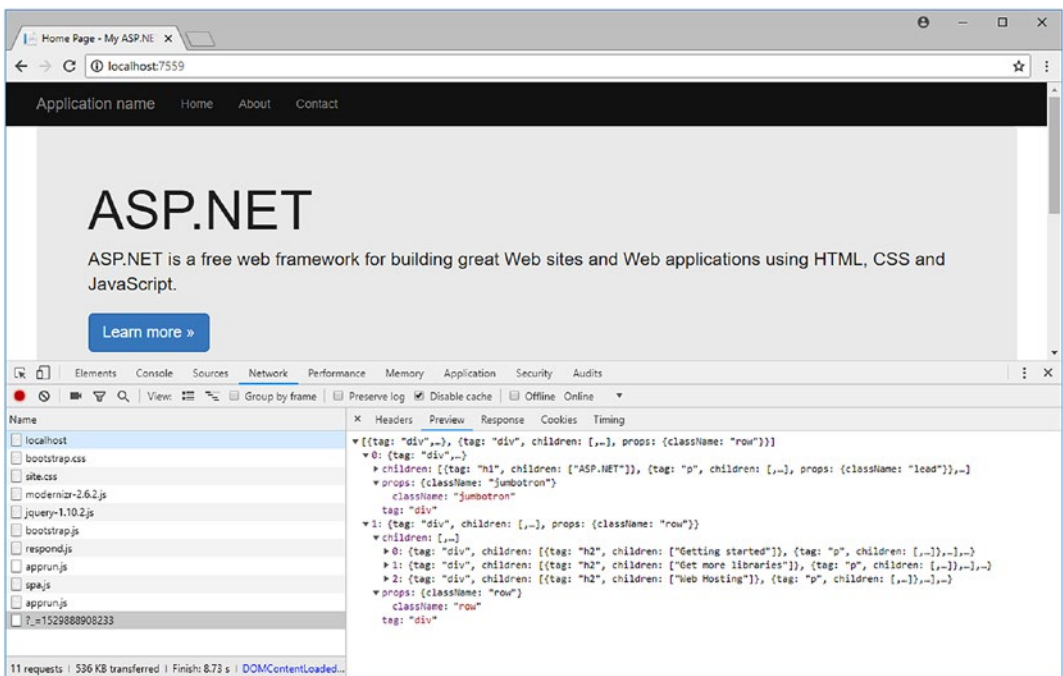 Home Page - My ASP.NE
localhost:7559
Application name Home About Contact
ASP.NET
ASP.NET is a free web framework for building great Web sites and Web applications using HTML, CSS and
JavaScript.
Learn more »
Elements Console Sources Network Performance Memory Application Security Audits
View: Group by frame Preserve log Disable cache Offline Online
Name
localhost
bootstrap.css
site.css
modernizr-2.6.2.js
jquery-1.10.2.js
bootstrap.js
respond.js
apprun.js
spa.js
apprun.js
?_=1529888908233
11 requests | 536 KB transferred | Finish: 8.73 s | DOMContentLoaded...
× Headers Preview Response Cookies Timing
▼[{tag: "div",…}, {tag: "div", children: [,…], props: {className: "row"}}]
▼0: {tag: "div",…}
▶children: [{tag: "h1", children: ["ASP.NET"]}, {tag: "p", children: [,…], props: {className: "lead"}},…]
▼props: {className: "jumbotron"}
className: "jumbotron"
tag: "div"
▼1: {tag: "div", children: [,…], props: {className: "row"}}
▼children: [,…]
▶0: {tag: "div", children: [{tag: "h2", children: ["Getting started"]}, {tag: "p", children: [,…]},…],…}
▶1: {tag: "div", children: [{tag: "h2", children: ["Get more libraries"]}, {tag: "p", children: [,…]},…],…}
▶2: {tag: "div", children: [{tag: "h2", children: ["Web Hosting"]}, {tag: "p", children: [,…]},…],…}
▼props: {className: "row"}
className: "row"
tag: "div"